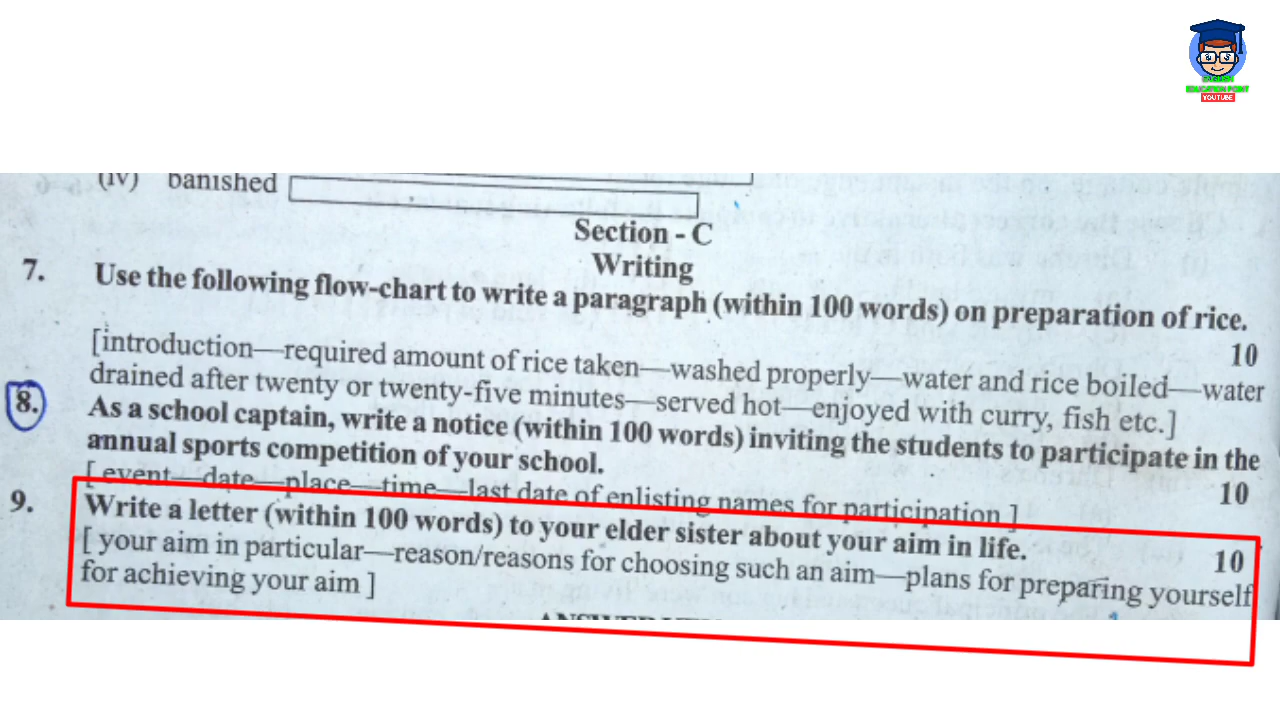 ENGLISH
EDUCATION POINT
YOUTUBE
(iv) banished
Section - C
Writing
7. Use the following flow-chart to write a paragraph (within 100 words) on preparation of rice.
10
[introduction—required amount of rice taken—washed properly—water and rice boiled—water
drained after twenty or twenty-five minutes—served hot—enjoyed with curry, fish etc.]
8. As a school captain, write a notice (within 100 words) inviting the students to participate in the
annual sports competition of your school.
10
[ event—date—place—time—last date of enlisting names for participation ]
9. Write a letter (within 100 words) to your elder sister about your aim in life.
10
[ your aim in particular—reason/reasons for choosing such an aim—plans for preparing yourself
for achieving your aim ]